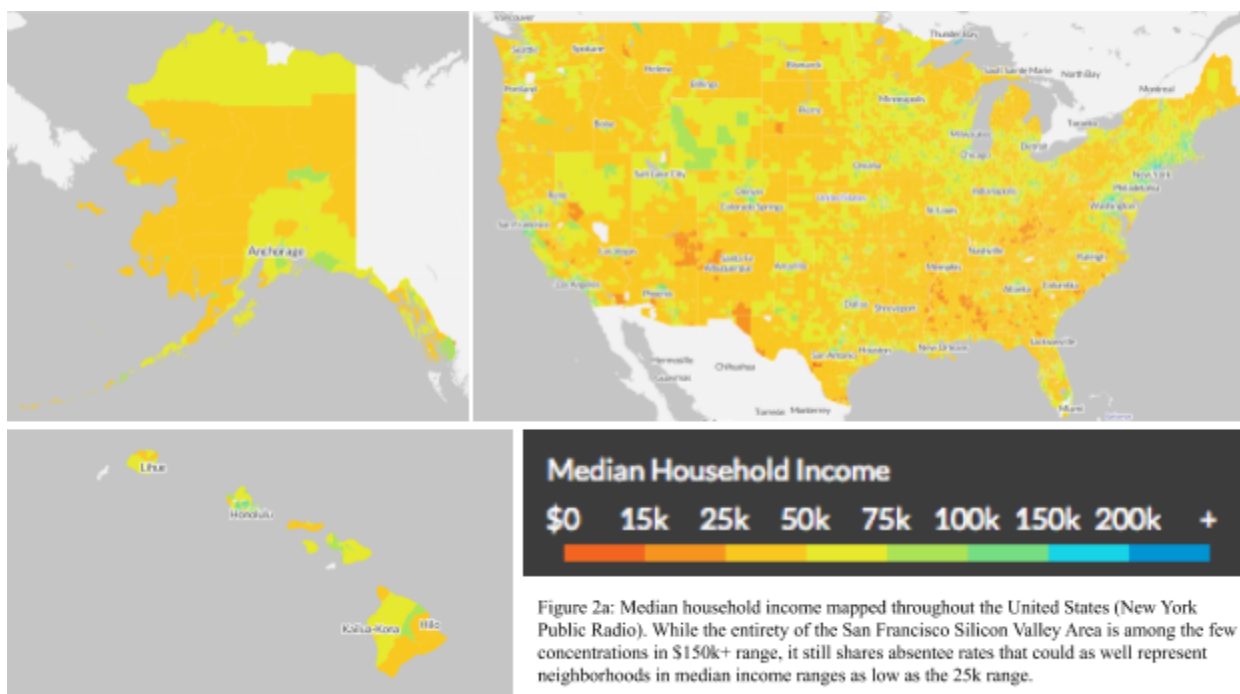 Vancouver
Seattle
Spokane
Portland
Helena
Billings
Bismarck
Thunder Bay
Sault Sainte Marie
North Bay
Montreal
Boise
Minneapolis
Toronto
Milwaukee
Detroit
Chicago
Omaha
New York
Philadelphia
Salt Lake City
Reno
Denver
Colorado Springs
United States
Indianapolis
Washington
St Louis
San Francisco
Nashville
Raleigh
Santa Fe
Albuquerque
Amarillo
Memphis
Los Angeles
Phoenix
Atlanta
Columbia
Dallas
Shreveport
Jacksonville
San Antonio
Houston
New Orleans
Hermosillo
Chihuahua
Guaymas
Miami
Torreon Monterrey
Anchorage
Lihue
Honolulu
Kailua-Kona
Hilo
Median Household Income
$0 15k 25k 50k 75k 100k 150k 200k +
Figure 2a: Median household income mapped throughout the United States (New York
Public Radio). While the entirety of the San Francisco Silicon Valley Area is among the few
concentrations in $150k+ range, it still shares absentee rates that could as well represent
neighborhoods in median income ranges as low as the 25k range.